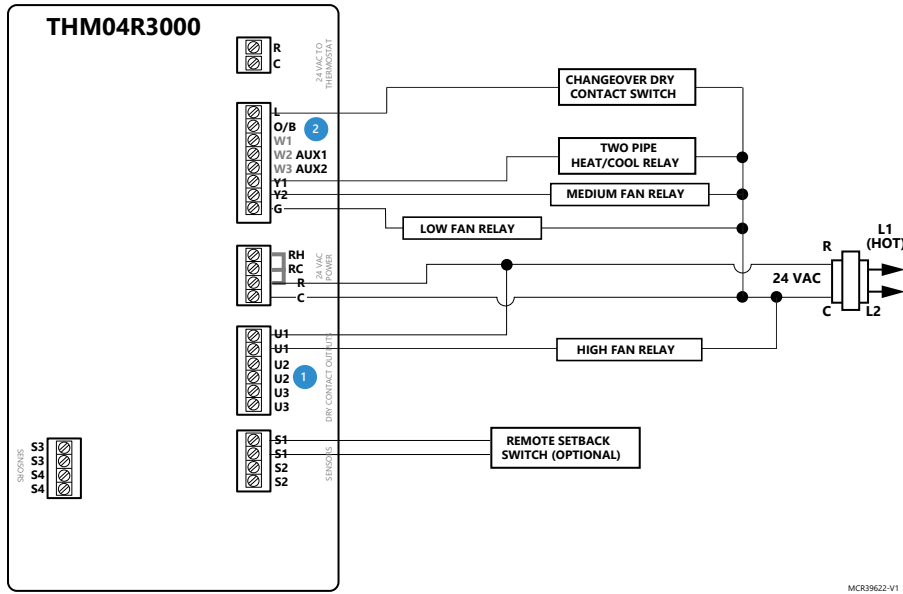 THM04R3000
R
C
24 VAC TO
THERMOSTAT
L
O/B
2
W1
W2 AUX1
W3 AUX2
Y1
Y2
G
CHANGEOVER DRY
CONTACT SWITCH
TWO PIPE
HEAT/COOL RELAY
MEDIUM FAN RELAY
LOW FAN RELAY
RH
RC
R
C
24 VAC
POWER
R
24 VAC
C
L1
(HOT)
L2
U1
U1
U2
U2
U3
U3
1
DRY CONTACT OUTPUTS
HIGH FAN RELAY
S1
S1
S2
S2
SENSORS
REMOTE SETBACK
SWITCH (OPTIONAL)
SENSORS
S3
S3
S4
S4
MCR39622-V1